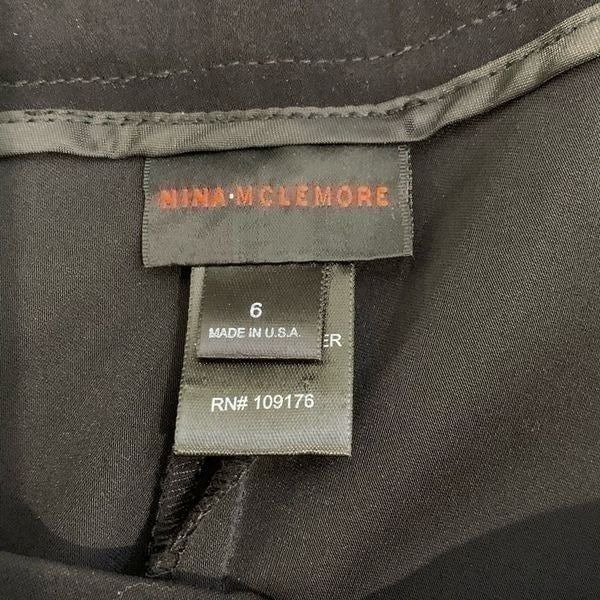 NINA·MCLEMORE
6
MADE IN U.S.A.
ER
RN# 109176